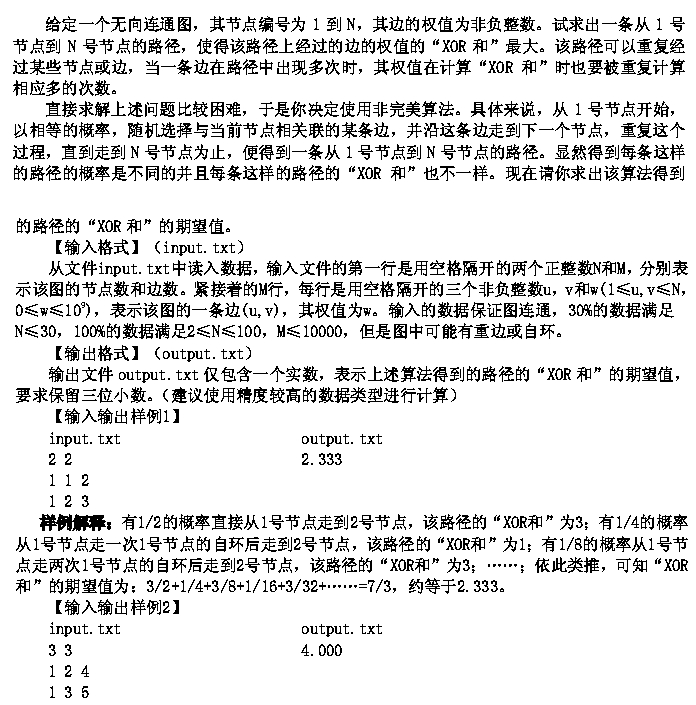 给定一个无向连通图，其节点编号为 1 到 N，其边的权值为非负整数。试求出一条从 1 号
节点到 N 号节点的路径，使得该路径上经过的边的权值的“XOR 和”最大。该路径可以重复经
过某些节点或边，当一条边在路径中出现多次时，其权值在计算“XOR 和”时也要被重复计算
相应多的次数。
直接求解上述问题比较困难，于是你决定使用非完美算法。具体来说，从 1 号节点开始，
以相等的概率，随机选择与当前节点相关联的某条边，并沿这条边走到下一个节点，重复这个
过程，直到走到 N 号节点为止，便得到一条从 1 号节点到 N 号节点的路径。显然得到每条这样
的路径的概率是不同的并且每条这样的路径的“XOR 和”也不一样。现在请你求出该算法得到
的路径的“XOR 和”的期望值。
【输入格式】（input.txt）
从文件input.txt中读入数据，输入文件的第一行是用空格隔开的两个正整数N和M，分别表
示该图的节点数和边数。紧接着的M行，每行是用空格隔开的三个非负整数u，v和w(1≤u,v≤N,
0≤w≤10⁹)，表示该图的一条边(u,v)，其权值为w。输入的数据保证图连通，30%的数据满足
N≤30，100%的数据满足2≤N≤100，M≤10000，但是图中可能有重边或自环。
【输出格式】（output.txt）
输出文件 output.txt 仅包含一个实数，表示上述算法得到的路径的“XOR 和”的期望值，
要求保留三位小数。（建议使用精度较高的数据类型进行计算）
【输入输出样例1】
input.txt output.txt
2 2 2.333
1 1 2
1 2 3
样例解释：有1/2的概率直接从1号节点走到2号节点，该路径的“XOR和”为3；有1/4的概率
从1号节点走一次1号节点的自环后走到2号节点，该路径的“XOR和”为1；有1/8的概率从1号节
点走两次1号节点的自环后走到2号节点，该路径的“XOR和”为3；……；依此类推，可知“XOR
和”的期望值为：3/2+1/4+3/8+1/16+3/32+……=7/3，约等于2.333。
【输入输出样例2】
input.txt output.txt
3 3 4.000
1 2 4
1 3 5